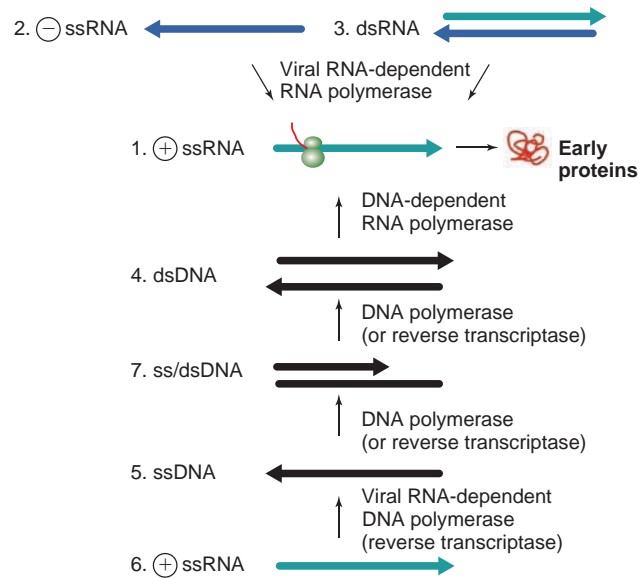 2. ⊖ ssRNA
3. dsRNA
Viral RNA-dependent
RNA polymerase
1. ⊕ ssRNA
Early
proteins
DNA-dependent
RNA polymerase
4. dsDNA
DNA polymerase
(or reverse transcriptase)
7. ss/dsDNA
DNA polymerase
(or reverse transcriptase)
5. ssDNA
Viral RNA-dependent
DNA polymerase
(reverse transcriptase)
6. ⊕ ssRNA